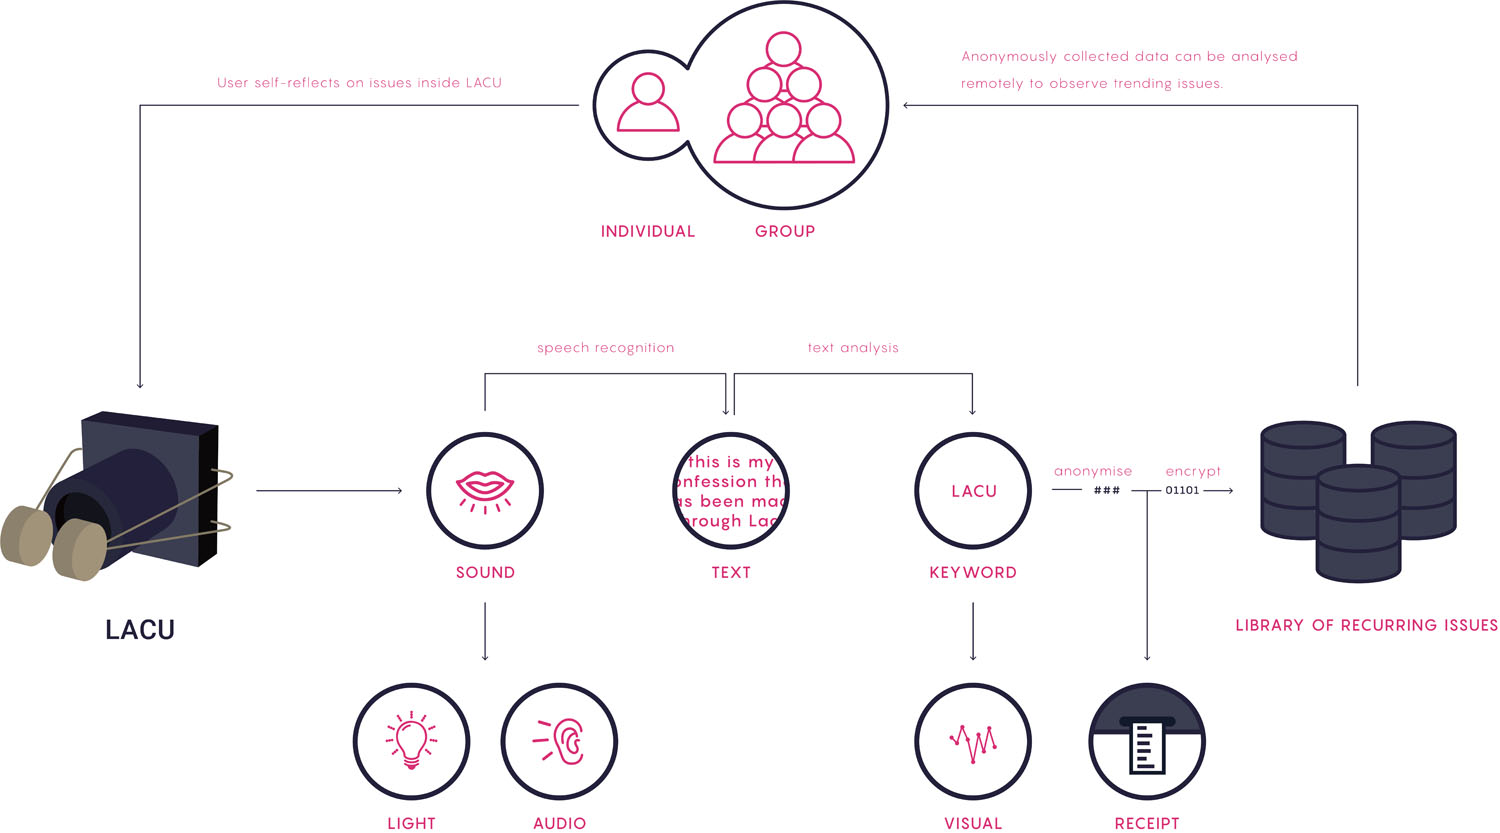 User self-reflects on issues inside LACU
Anonymously collected data can be analysed
remotely to observe trending issues.
INDIVIDUAL
GROUP
speech recognition
text analysis
this is my
onfession th
as been mad
rough Lac
LACU
anonymise
###
encrypt
01101
SOUND
TEXT
KEYWORD
LACU
LIBRARY OF RECURRING ISSUES
LIGHT
AUDIO
VISUAL
RECEIPT